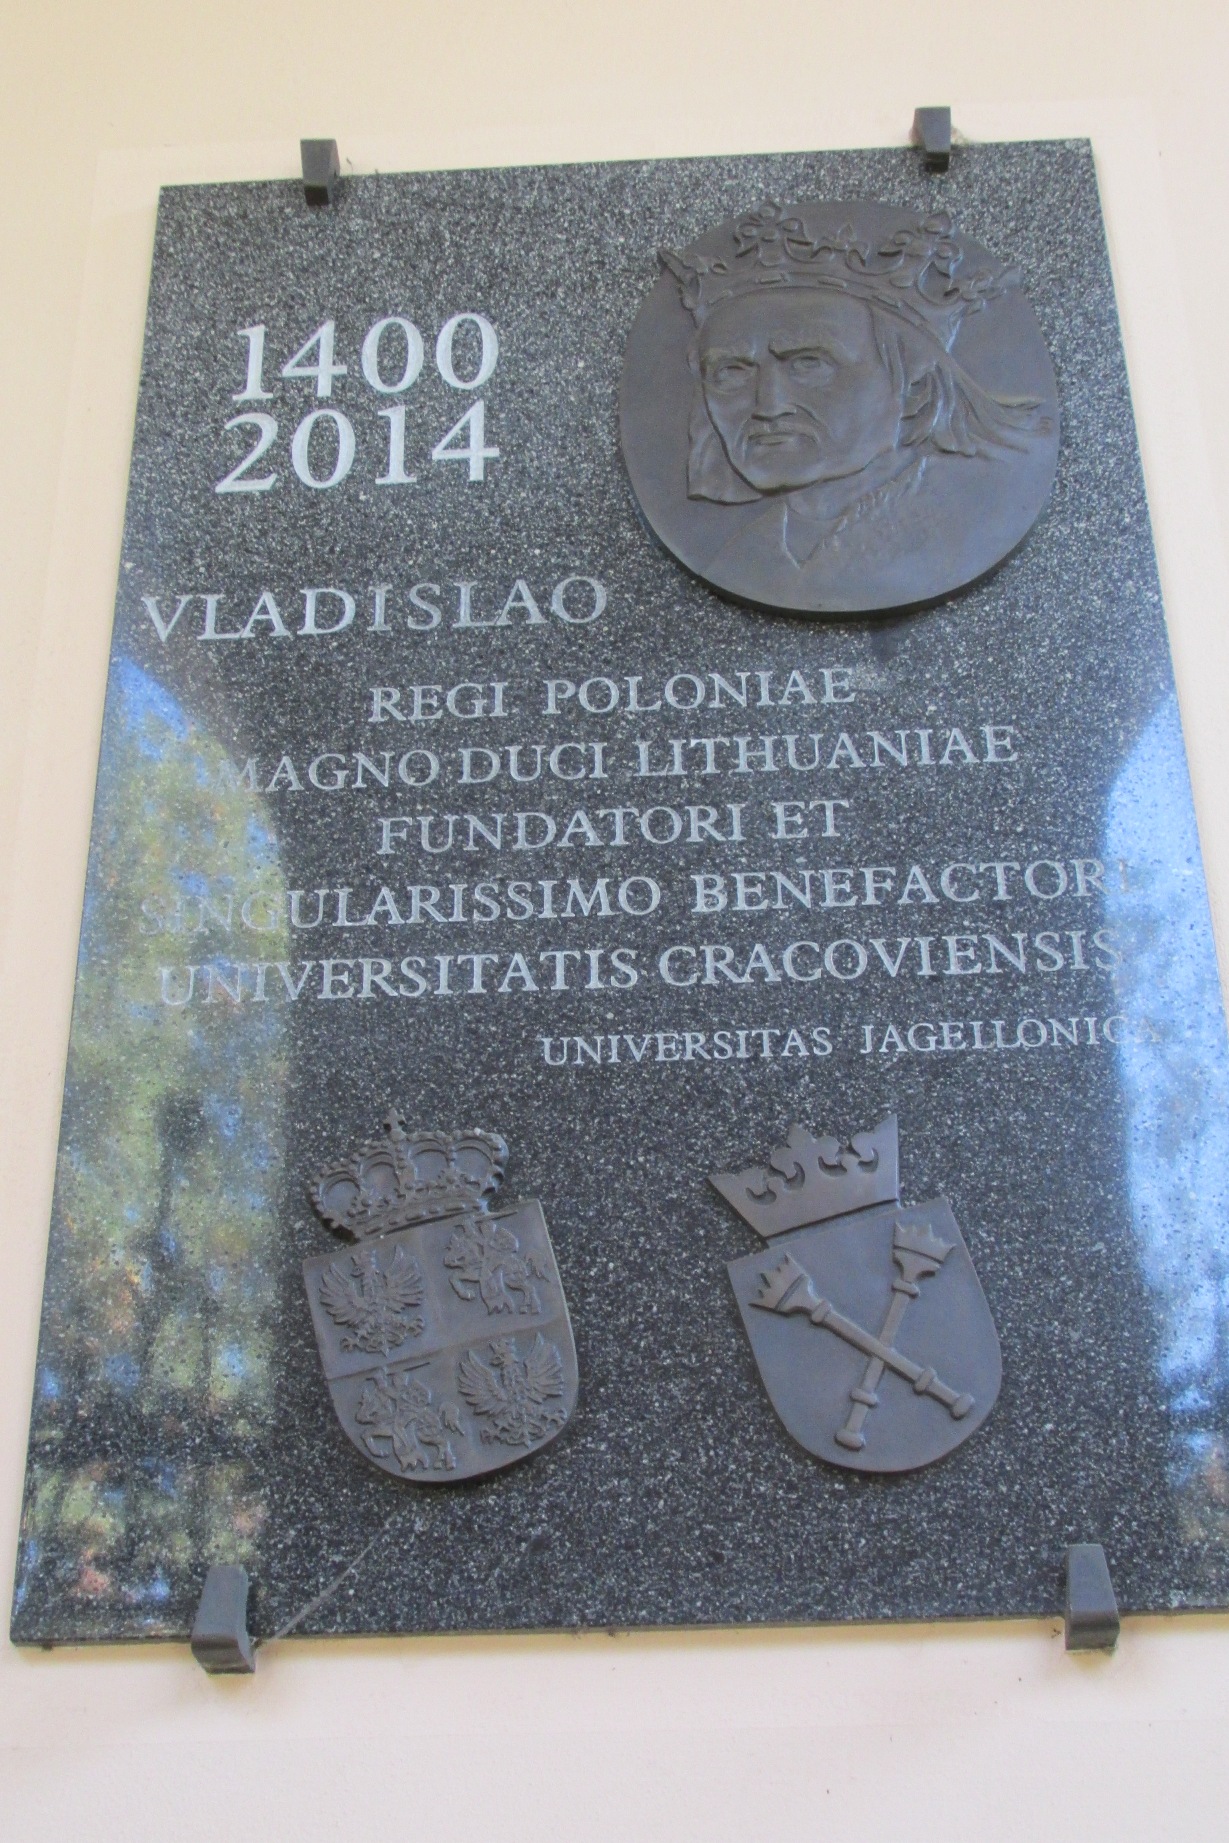 1400
2014
VLADISLAO
REGI POLONIAE
MAGNO DUCI LITHUANIAE
FUNDATORI ET
SINGULARISSIMO BENEFACTORI
UNIVERSITATIS CRACOVIENSIS
UNIVERSITAS JAGELLONICA